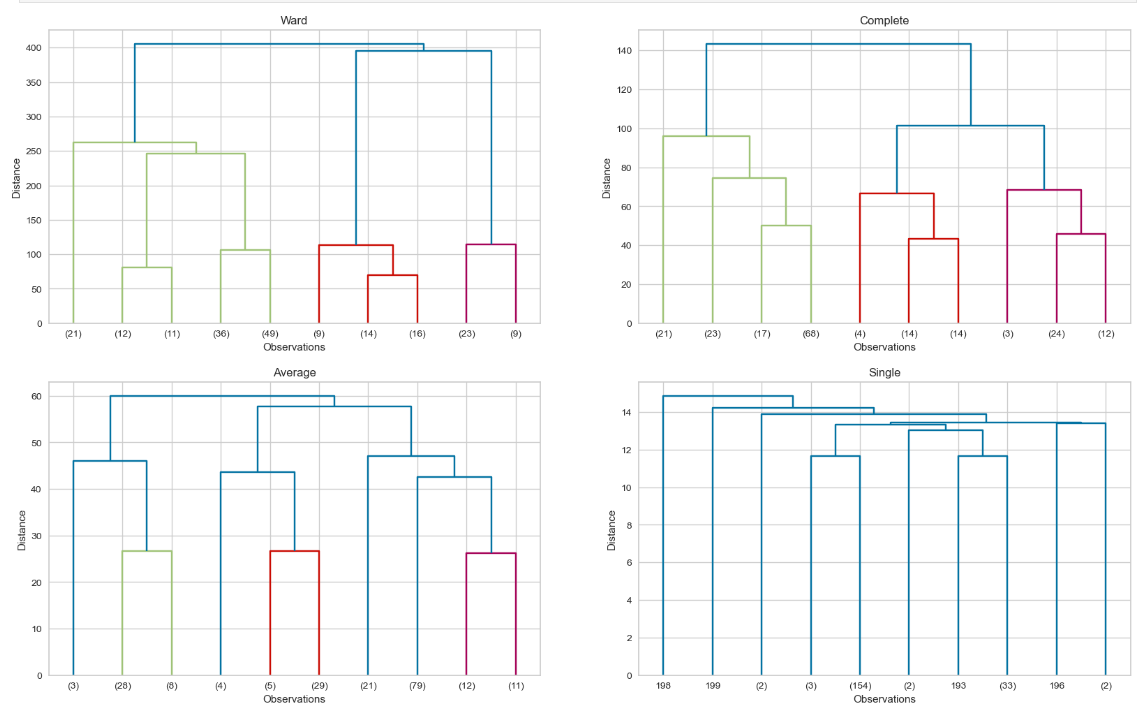 Ward
400
350
300
250
200
150
100
50
0
Distance
(21) (12) (11) (36) (49) (9) (14) (16) (23) (9)
Observations
Complete
140
120
100
80
60
40
20
0
Distance
(21) (23) (17) (68) (4) (14) (14) (3) (24) (12)
Observations
Average
60
50
40
30
20
10
0
Distance
(3) (28) (8) (4) (5) (29) (21) (79) (12) (11)
Observations
Single
14
12
10
8
6
4
2
0
Distance
198 199 (2) (3) (154) (2) 193 (33) 196 (2)
Observations